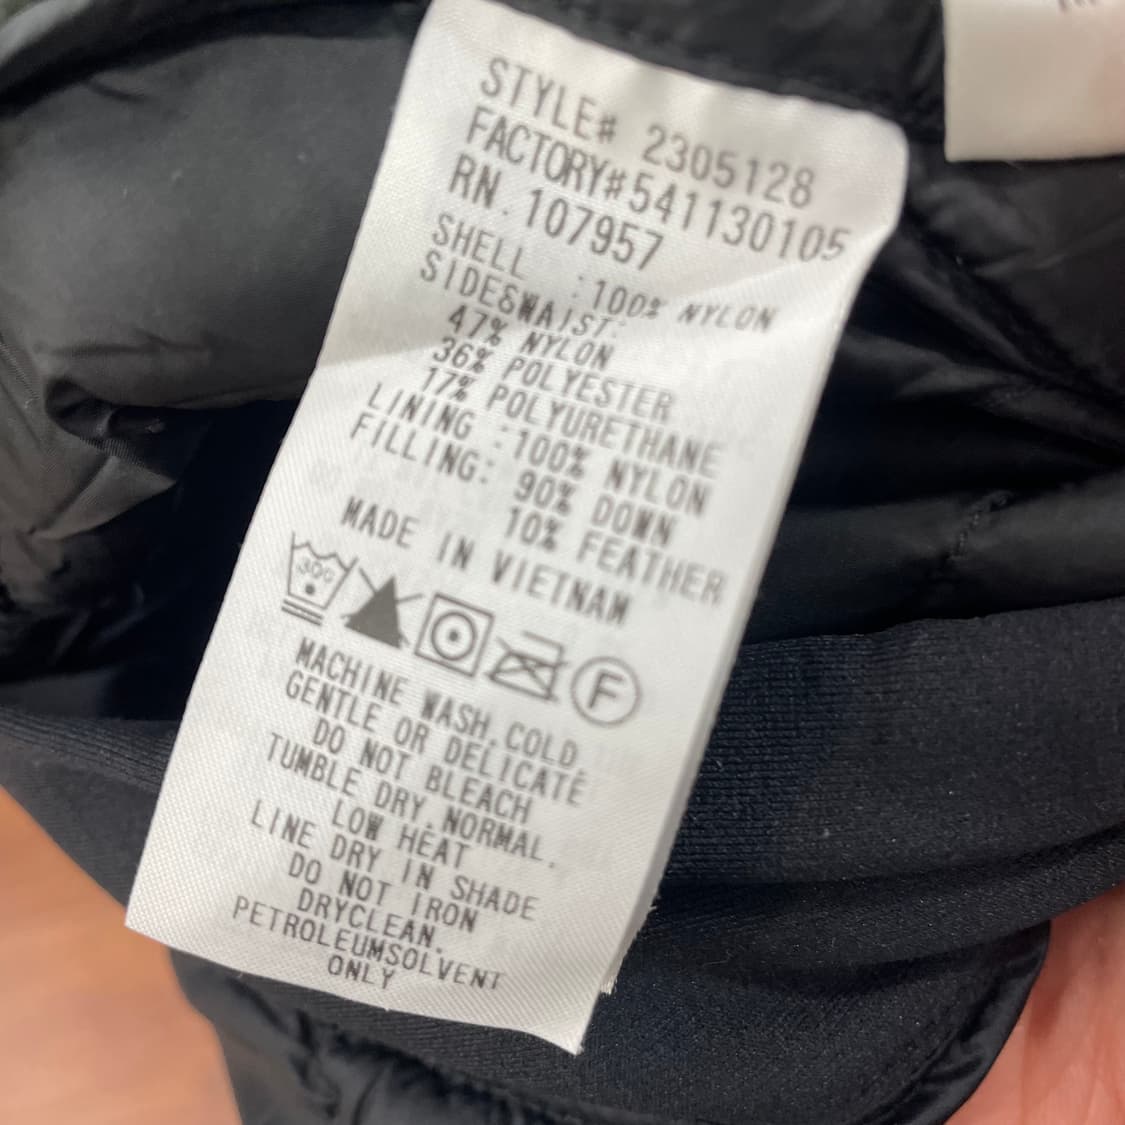 STYLE# 2305128
FACTORY#541130105
RN.107957
SHELL :100% NYLON
SIDE&WAIST:
47% NYLON
36% POLYESTER
17% POLYURETHANE
LINING :100% NYLON
FILLING: 90% DOWN
10% FEATHER
MADE IN VIETNAM
30C
F
MACHINE WASH,COLD
GENTLE OR DELICATE
DO NOT BLEACH
TUMBLE DRY.NORMAL.
LOW HEAT
LINE DRY IN SHADE
DO NOT IRON
DRYCLEAN.
PETROLEUMSOLVENT
ONLY